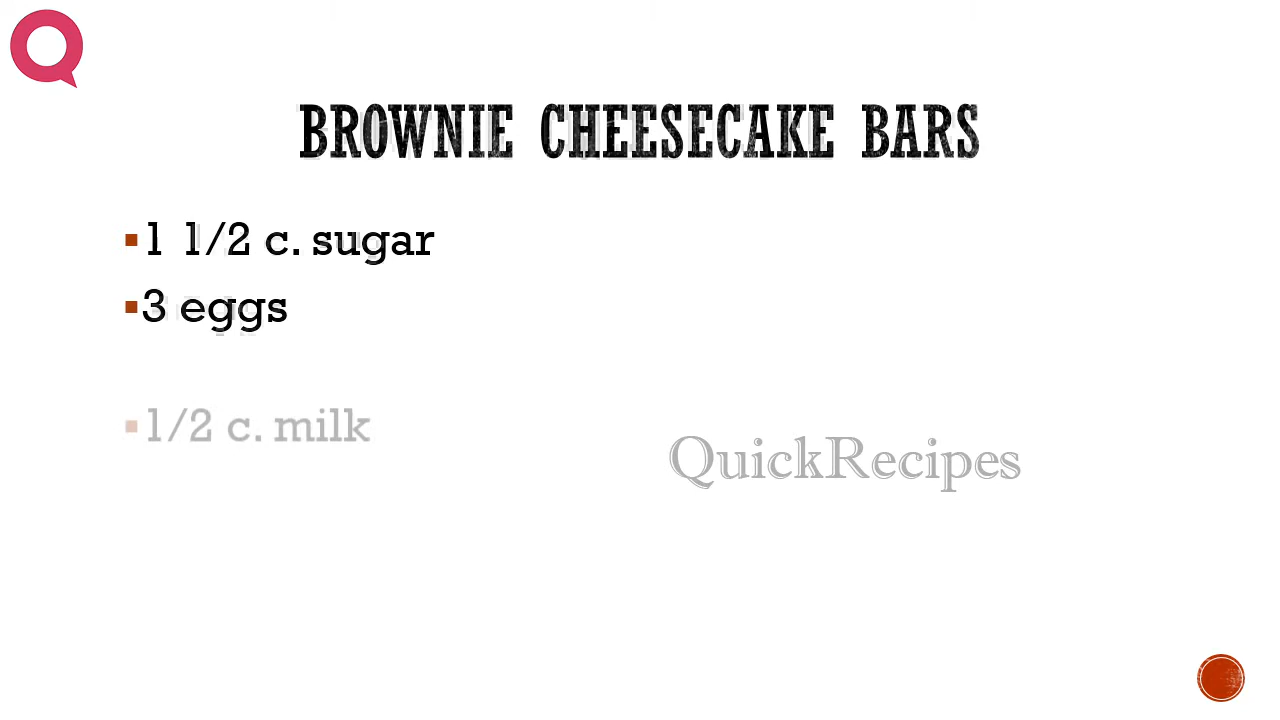 BROWNIE CHEESECAKE BARS
1 1/2 c. sugar
3 eggs
1/2 c. milk
QuickRecipes